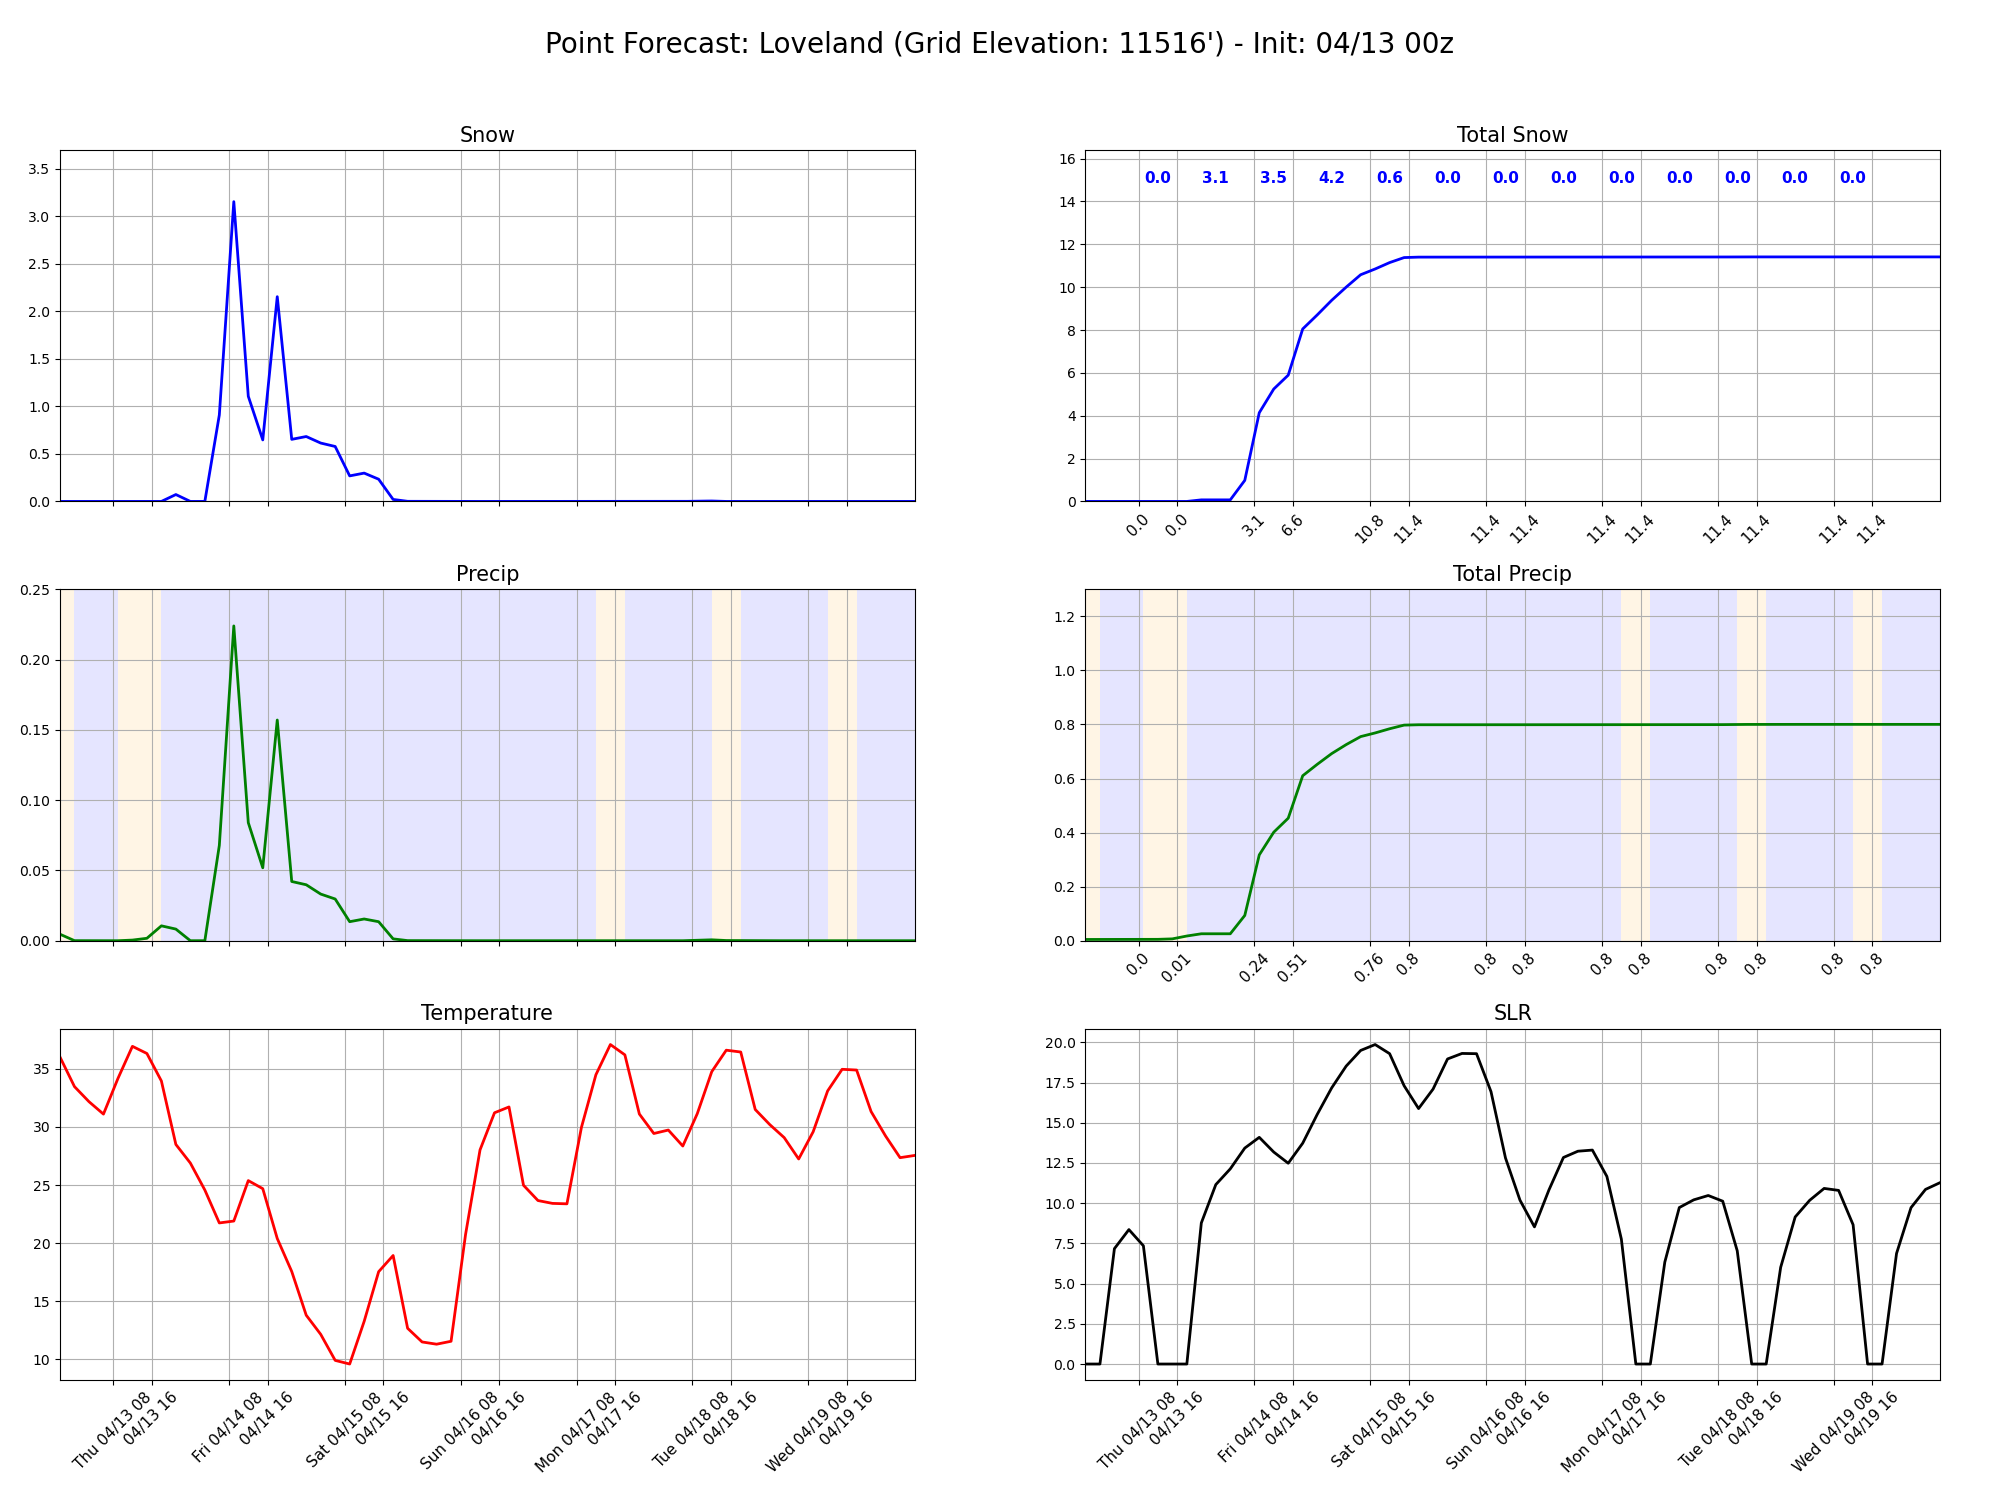 Point Forecast: Loveland (Grid Elevation: 11516') - Init: 04/13 00z
Snow
3.5
3.0
2.5
2.0
1.5
1.0
0.5
0.0
Total Snow
16
14
12
10
8
6
4
2
0
0.0 3.1 3.5 4.2 0.6 0.0 0.0 0.0 0.0 0.0 0.0 0.0 0.0
0.0 0.0 3.1 6.6 10.8 11.4 11.4 11.4 11.4 11.4 11.4 11.4 11.4 11.4
Precip
0.25
0.20
0.15
0.10
0.05
0.00
Total Precip
1.2
1.0
0.8
0.6
0.4
0.2
0.0
0.0 0.01 0.24 0.51 0.76 0.8 0.8 0.8 0.8 0.8 0.8 0.8 0.8 0.8
Temperature
35
30
25
20
15
10
Thu 04/13 08
04/13 16
Fri 04/14 08
04/14 16
Sat 04/15 08
04/15 16
Sun 04/16 08
04/16 16
Mon 04/17 08
04/17 16
Tue 04/18 08
04/18 16
Wed 04/19 08
04/19 16
SLR
20.0
17.5
15.0
12.5
10.0
7.5
5.0
2.5
0.0
Thu 04/13 08
04/13 16
Fri 04/14 08
04/14 16
Sat 04/15 08
04/15 16
Sun 04/16 08
04/16 16
Mon 04/17 08
04/17 16
Tue 04/18 08
04/18 16
Wed 04/19 08
04/19 16